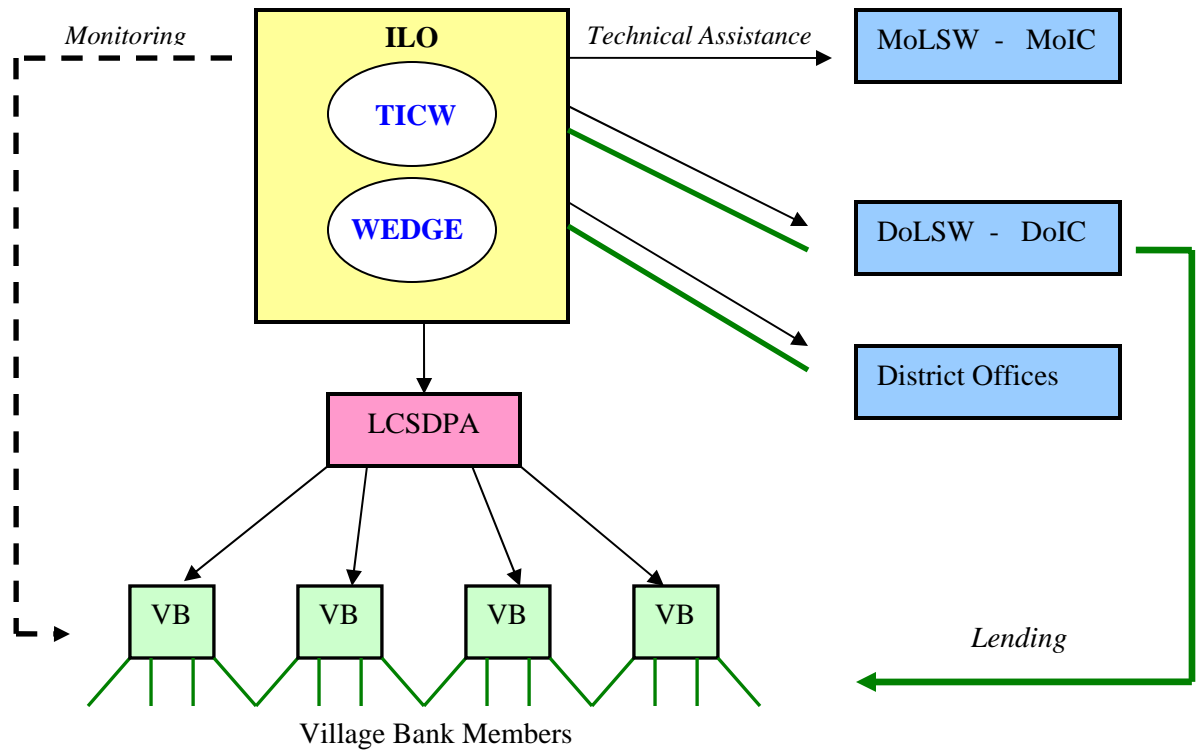 Monitoring
ILO
Technical Assistance
MoLSW - MoIC
TICW
WEDGE
DoLSW - DoIC
District Offices
LCSDPA
VB
VB
VB
VB
Lending
Village Bank Members